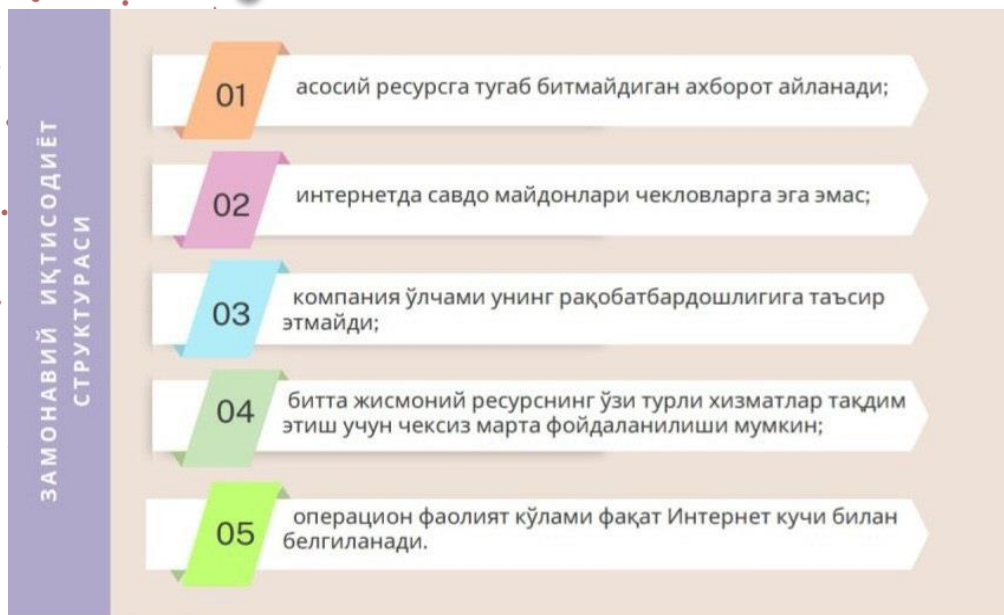 ЗАМОНАВИЙ ИҚТИСОДИЁТ
СТРУКТУРАСИ
01
асосий ресурсга тугаб битмайдиган ахборот айланади;
02
интернетда савдо майдонлари чекловларга эга эмас;
03
компания ўлчами унинг рақобатбардошлигига таъсир
этмайди;
04
битта жисмоний ресурснинг ўзи турли хизматлар тақдим
этиш учун чексиз марта фойдаланилиши мумкин;
05
операцион фаолият кўлами фақат Интернет кучи билан
белгиланади.